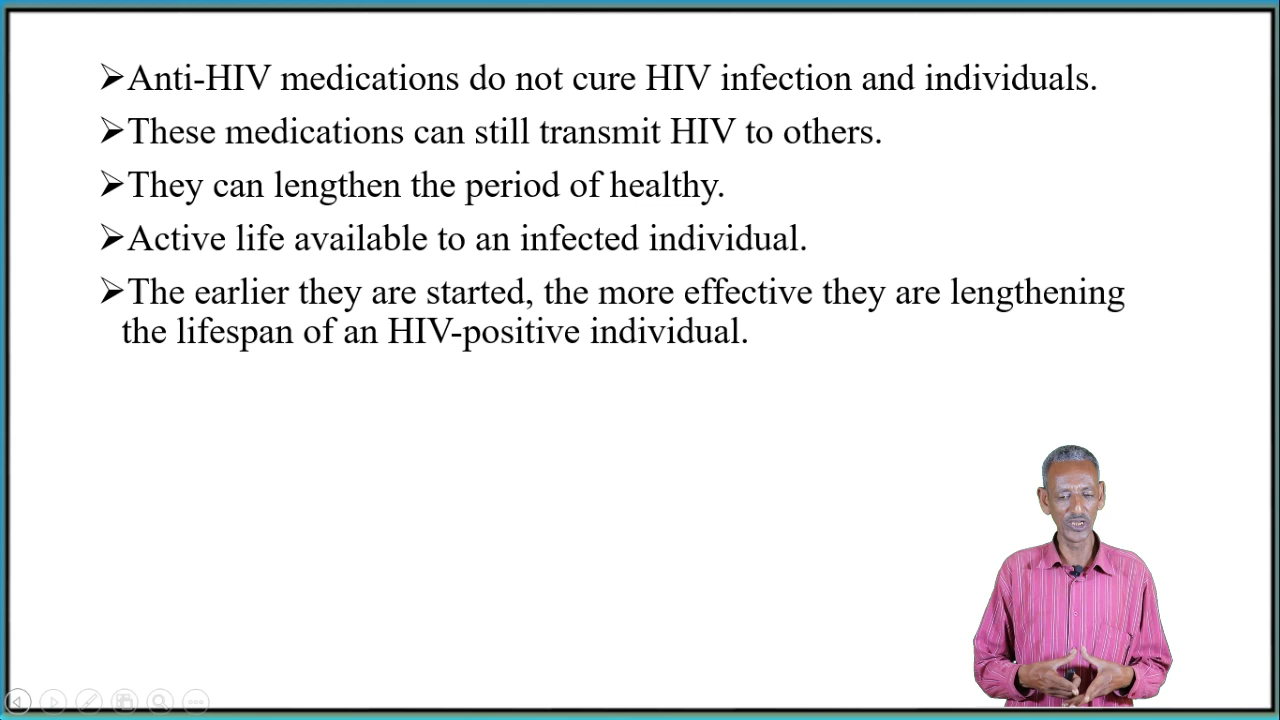 ➢Anti-HIV medications do not cure HIV infection and individuals.
➢These medications can still transmit HIV to others.
➢They can lengthen the period of healthy.
➢Active life available to an infected individual.
➢The earlier they are started, the more effective they are lengthening
the lifespan of an HIV-positive individual.